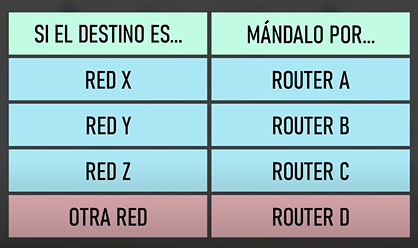 SI EL DESTINO ES... MÁNDALO POR...
RED X ROUTER A
RED Y ROUTER B
RED Z ROUTER C
OTRA RED ROUTER D